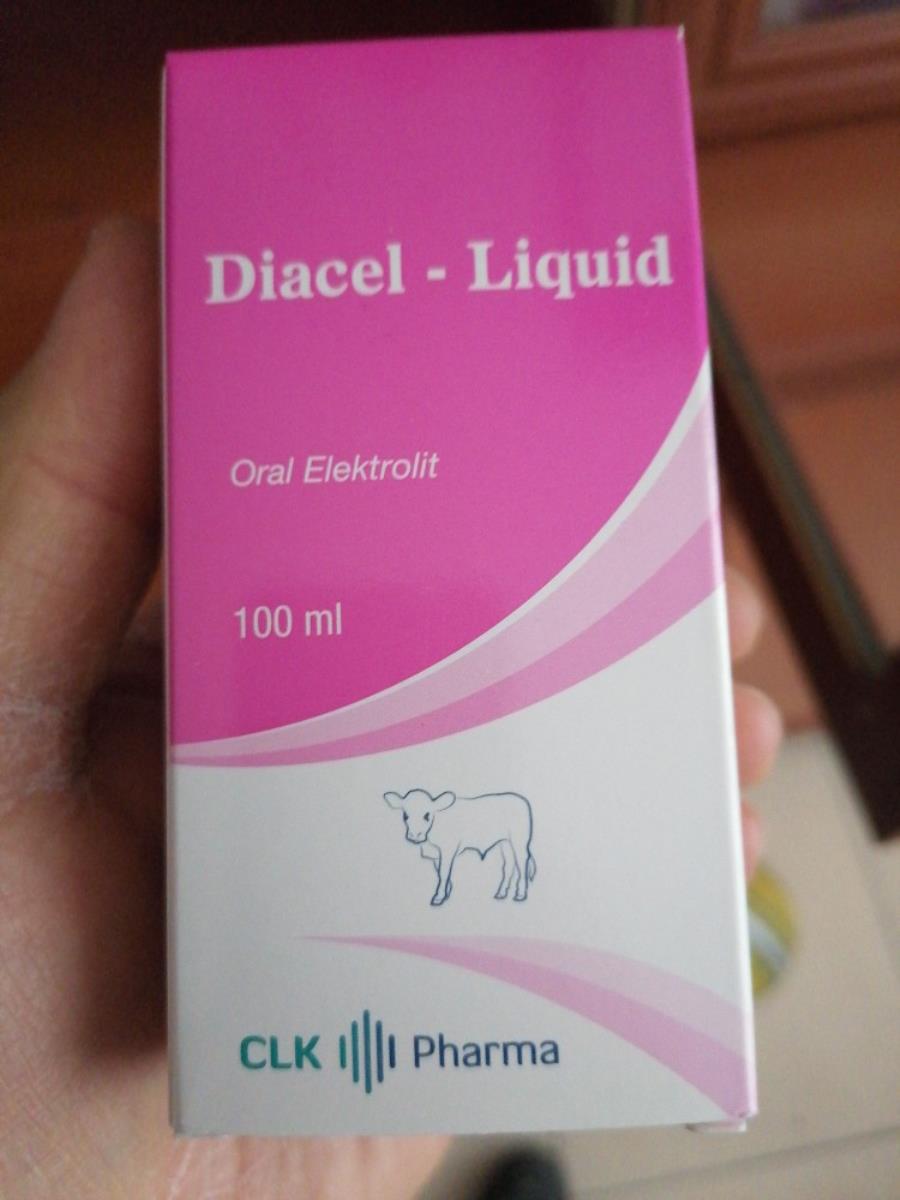 Diacel - Liquid
Oral Elektrolit
100 ml
CLK Pharma